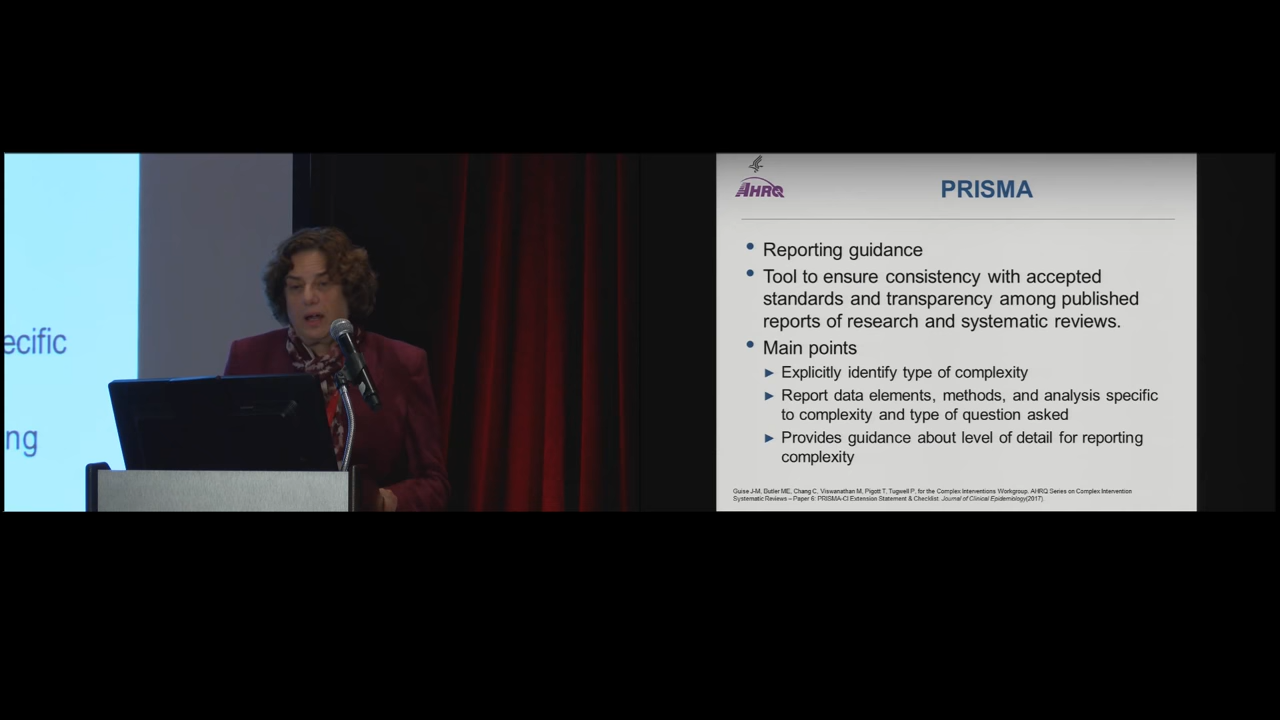 ecific
ng
AHRQ
PRISMA
• Reporting guidance
• Tool to ensure consistency with accepted
standards and transparency among published
reports of research and systematic reviews.
• Main points
► Explicitly identify type of complexity
► Report data elements, methods, and analysis specific
to complexity and type of question asked
► Provides guidance about level of detail for reporting
complexity
Guise J-M, Butler ME, Chang C, Viswanathan M, Pigott T, Tugwell P, for the Complex Interventions Workgroup. AHRQ Series on Complex Intervention
Systematic Reviews – Paper 6: PRISMA-CI Extension Statement & Checklist. Journal of Clinical Epidemiology(2017).